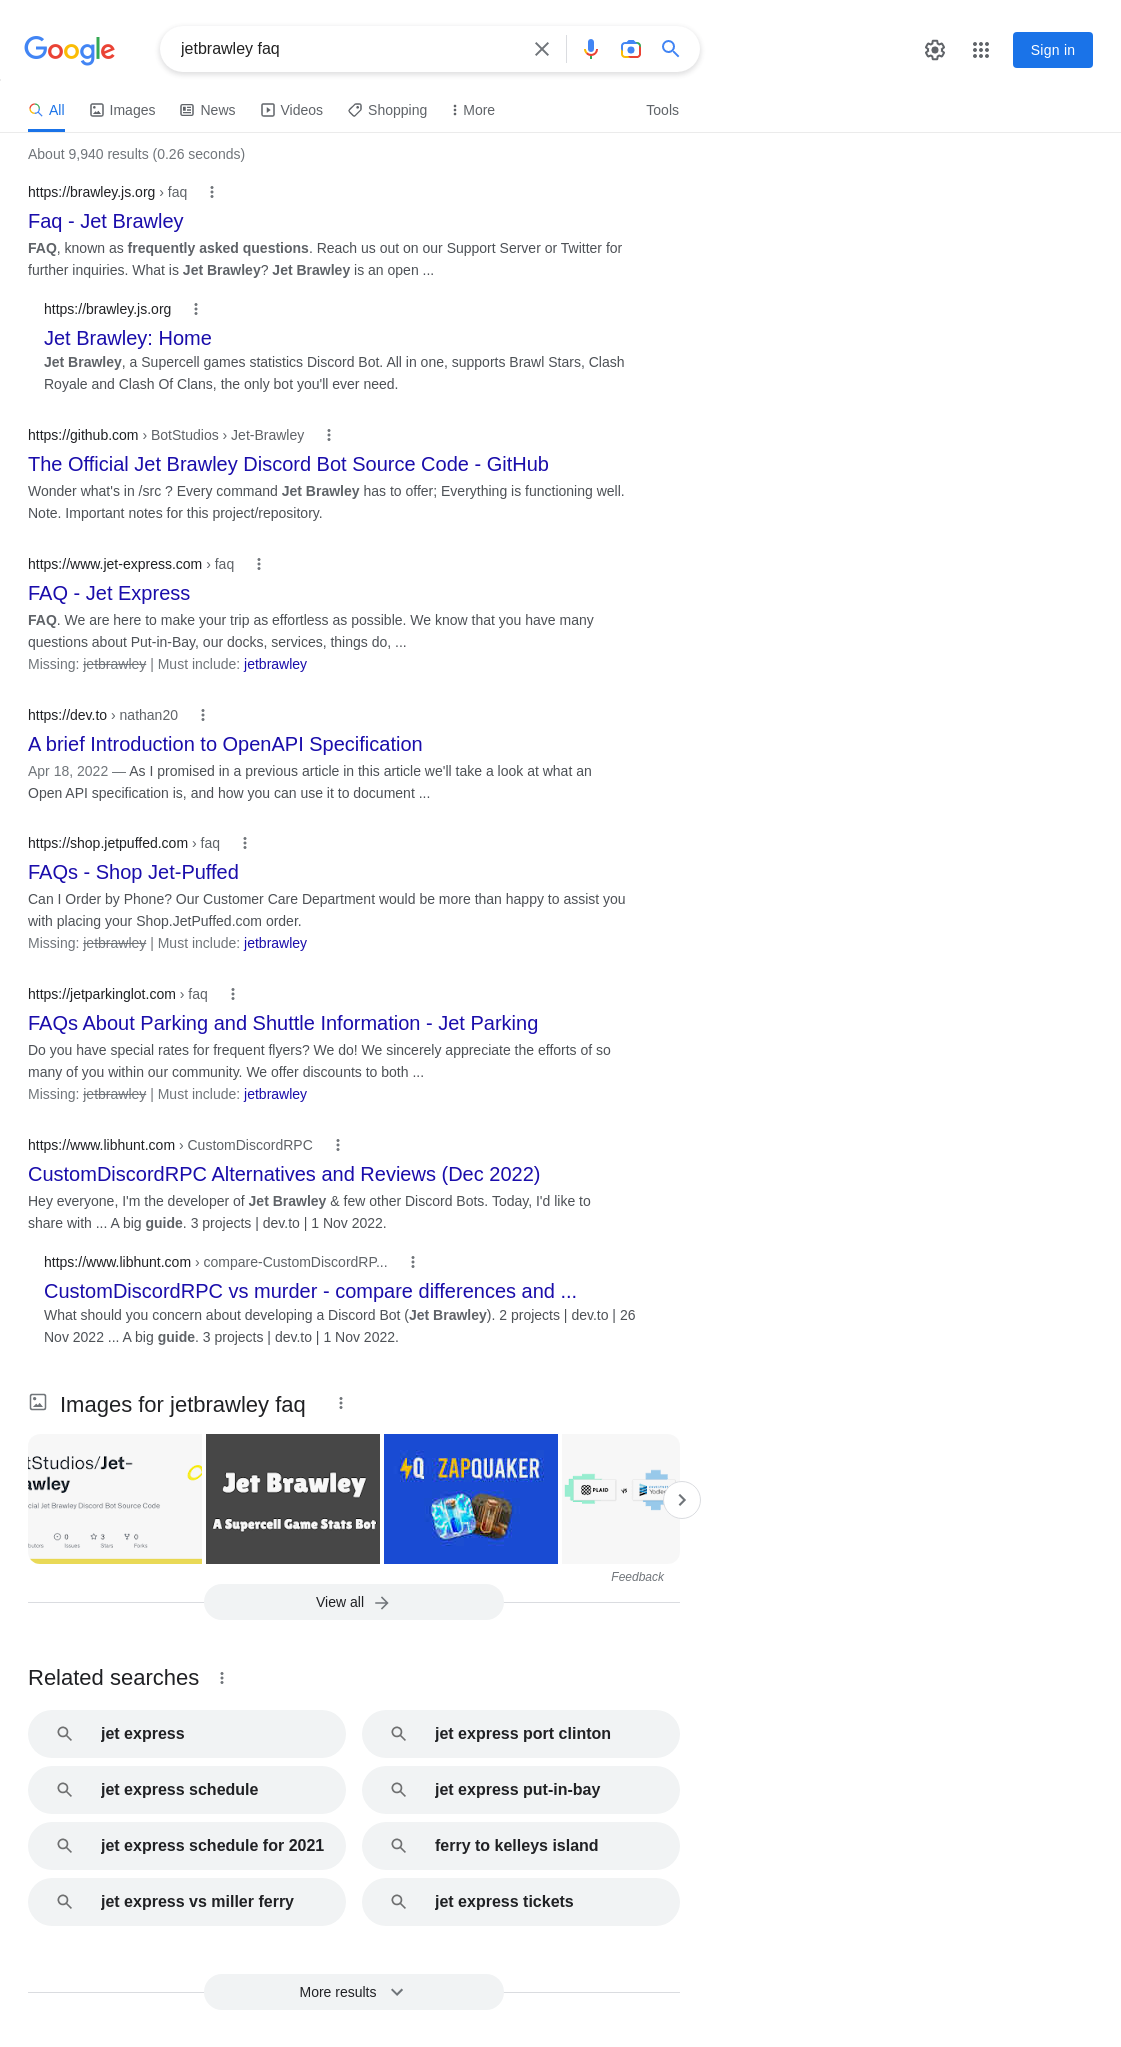 Google
jetbrawley faq
Sign in
All
Images
News
Videos
Shopping
More
Tools
About 9,940 results (0.26 seconds)
https://brawley.js.org › faq
Faq - Jet Brawley
FAQ, known as frequently asked questions. Reach us out on our Support Server or Twitter for
further inquiries. What is Jet Brawley? Jet Brawley is an open ...
https://brawley.js.org
Jet Brawley: Home
Jet Brawley, a Supercell games statistics Discord Bot. All in one, supports Brawl Stars, Clash
Royale and Clash Of Clans, the only bot you'll ever need.
https://github.com › BotStudios › Jet-Brawley
The Official Jet Brawley Discord Bot Source Code - GitHub
Wonder what's in /src ? Every command Jet Brawley has to offer; Everything is functioning well.
Note. Important notes for this project/repository.
https://www.jet-express.com › faq
FAQ - Jet Express
FAQ. We are here to make your trip as effortless as possible. We know that you have many
questions about Put-in-Bay, our docks, services, things do, ...
Missing: jetbrawley | Must include: jetbrawley
https://dev.to › nathan20
A brief Introduction to OpenAPI Specification
Apr 18, 2022 — As I promised in a previous article in this article we'll take a look at what an
Open API specification is, and how you can use it to document ...
https://shop.jetpuffed.com › faq
FAQs - Shop Jet-Puffed
Can I Order by Phone? Our Customer Care Department would be more than happy to assist you
with placing your Shop.JetPuffed.com order.
Missing: jetbrawley | Must include: jetbrawley
https://jetparkinglot.com › faq
FAQs About Parking and Shuttle Information - Jet Parking
Do you have special rates for frequent flyers? We do! We sincerely appreciate the efforts of so
many of you within our community. We offer discounts to both ...
Missing: jetbrawley | Must include: jetbrawley
https://www.libhunt.com › CustomDiscordRPC
CustomDiscordRPC Alternatives and Reviews (Dec 2022)
Hey everyone, I'm the developer of Jet Brawley & few other Discord Bots. Today, I'd like to
share with ... A big guide. 3 projects | dev.to | 1 Nov 2022.
https://www.libhunt.com › compare-CustomDiscordRP...
CustomDiscordRPC vs murder - compare differences and ...
What should you concern about developing a Discord Bot (Jet Brawley). 2 projects | dev.to | 26
Nov 2022 ... A big guide. 3 projects | dev.to | 1 Nov 2022.
Images for jetbrawley faq
tStudios/Jet-
awley
cial Jet Brawley Discord Bot Source Code
0 3 0
Issues Stars Forks
Jet Brawley
A Supercell Game Stats Bot
ZAPQUAKER
PLAID
VS
Yodlee
Feedback
View all
Related searches
jet express
jet express port clinton
jet express schedule
jet express put-in-bay
jet express schedule for 2021
ferry to kelleys island
jet express vs miller ferry
jet express tickets
More results